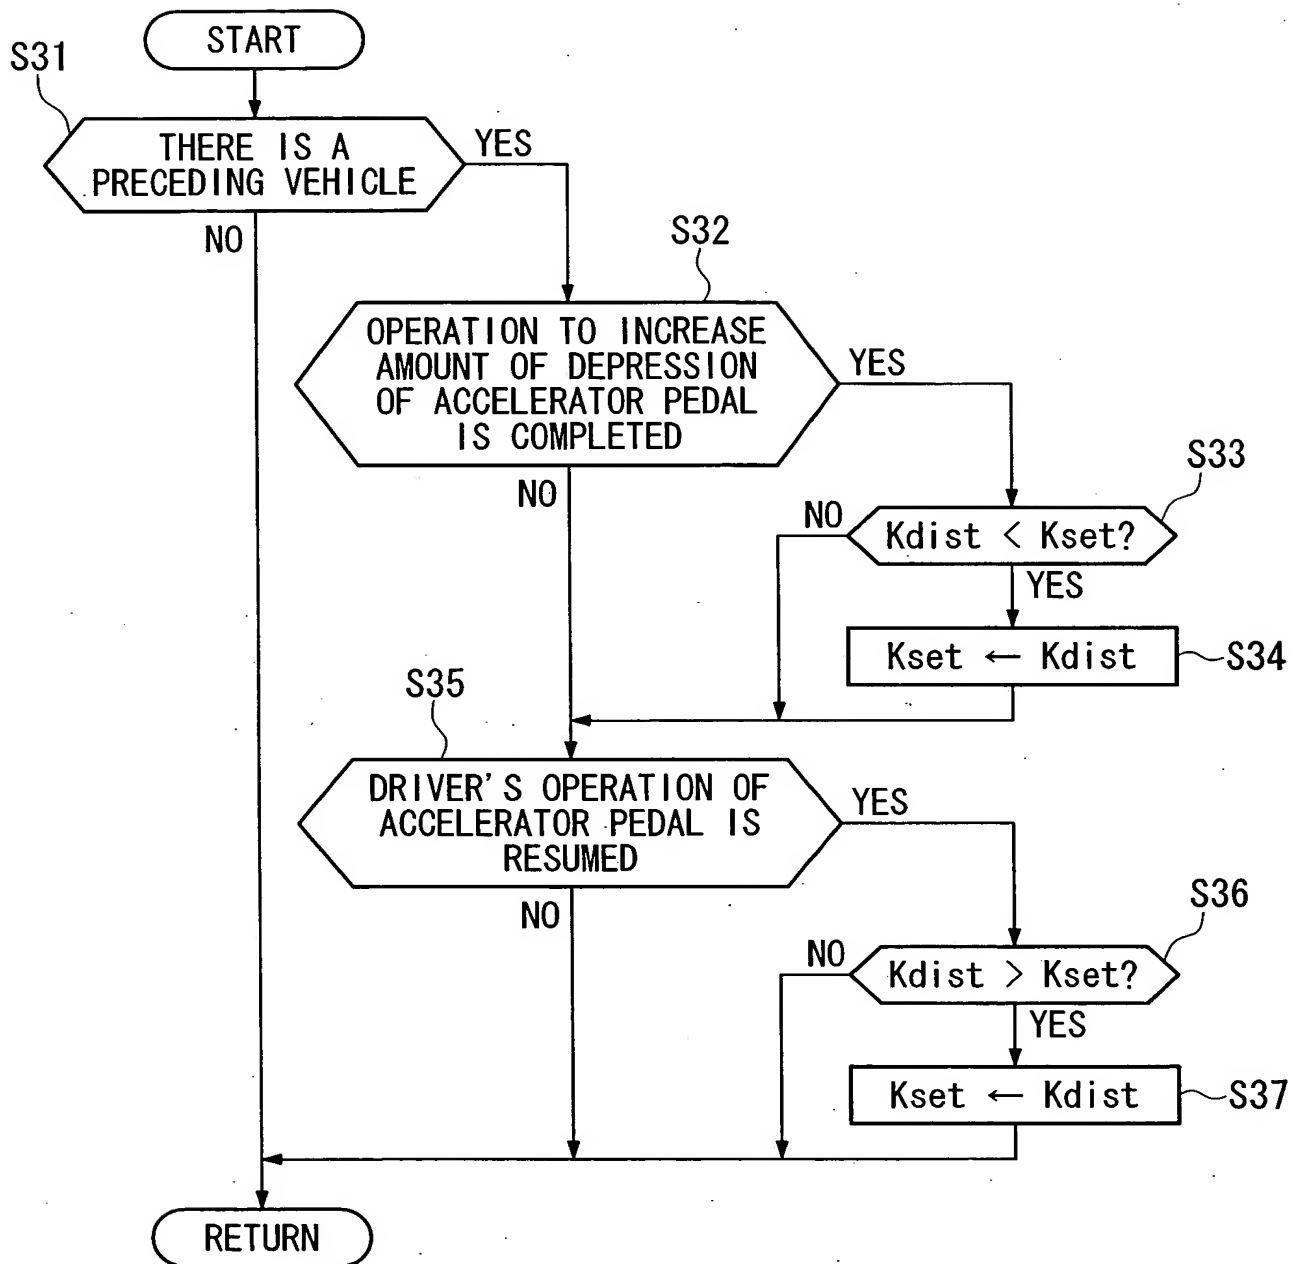 START
S31
THERE IS A
PRECEDING VEHICLE
YES
NO
S32
OPERATION TO INCREASE
AMOUNT OF DEPRESSION
OF ACCELERATOR PEDAL
IS COMPLETED
YES
NO
S33
Kdist < Kset?
NO
YES
Kset ← Kdist
S34
S35
DRIVER'S OPERATION OF
ACCELERATOR PEDAL IS
RESUMED
YES
NO
S36
Kdist > Kset?
NO
YES
Kset ← Kdist
S37
RETURN